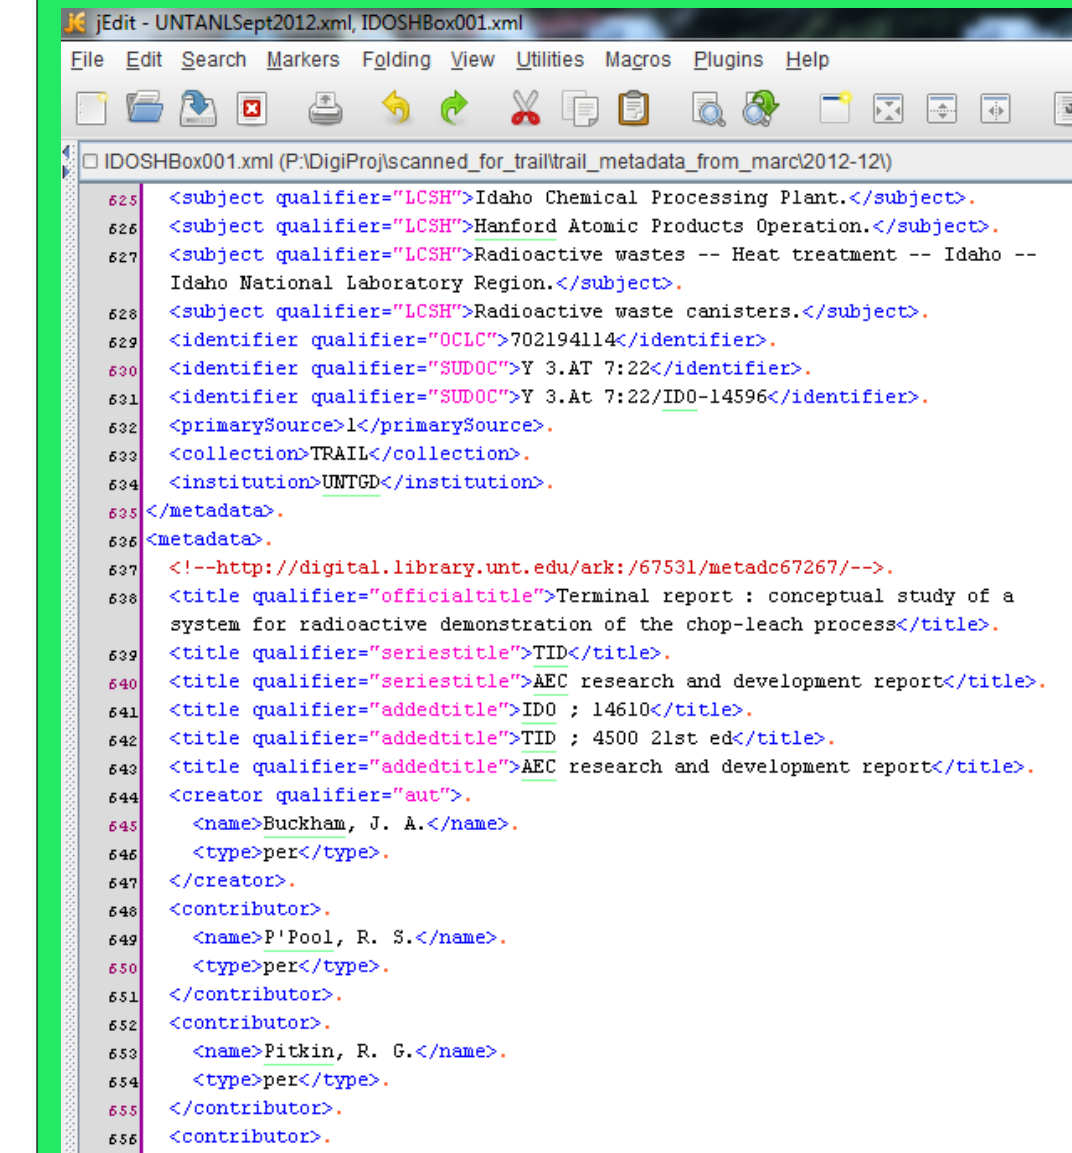 jEdit - UNTANLSept2012.xml, IDOSHBox001.xml
File Edit Search Markers Folding View Utilities Macros Plugins Help
IDOSHBox001.xml (P:\DigiProj\scanned_for_trail\trail_metadata_from_marc\2012-12\)
625 <subject qualifier="LCSH">Idaho Chemical Processing Plant.</subject>.
626 <subject qualifier="LCSH">Hanford Atomic Products Operation.</subject>.
627 <subject qualifier="LCSH">Radioactive wastes -- Heat treatment -- Idaho --
Idaho National Laboratory Region.</subject>.
628 <subject qualifier="LCSH">Radioactive waste canisters.</subject>.
629 <identifier qualifier="OCLC">702194114</identifier>.
630 <identifier qualifier="SUDOC">Y 3.AT 7:22</identifier>.
631 <identifier qualifier="SUDOC">Y 3.At 7:22/IDO-14596</identifier>.
632 <primarySource>1</primarySource>.
633 <collection>TRAIL</collection>.
634 <institution>UNTGD</institution>.
635 </metadata>.
636 <metadata>.
637 <!--http://digital.library.unt.edu/ark:/67531/metadc67267/-->.
638 <title qualifier="officialtitle">Terminal report : conceptual study of a
system for radioactive demonstration of the chop-leach process</title>.
639 <title qualifier="seriestitle">TID</title>.
640 <title qualifier="seriestitle">AEC research and development report</title>.
641 <title qualifier="addedtitle">IDO ; 14610</title>.
642 <title qualifier="addedtitle">TID ; 4500 21st ed</title>.
643 <title qualifier="addedtitle">AEC research and development report</title>.
644 <creator qualifier="aut">.
645 <name>Buckham, J. A.</name>.
646 <type>per</type>.
647 </creator>.
648 <contributor>.
649 <name>P'Pool, R. S.</name>.
650 <type>per</type>.
651 </contributor>.
652 <contributor>.
653 <name>Pitkin, R. G.</name>.
654 <type>per</type>.
655 </contributor>.
656 <contributor>.